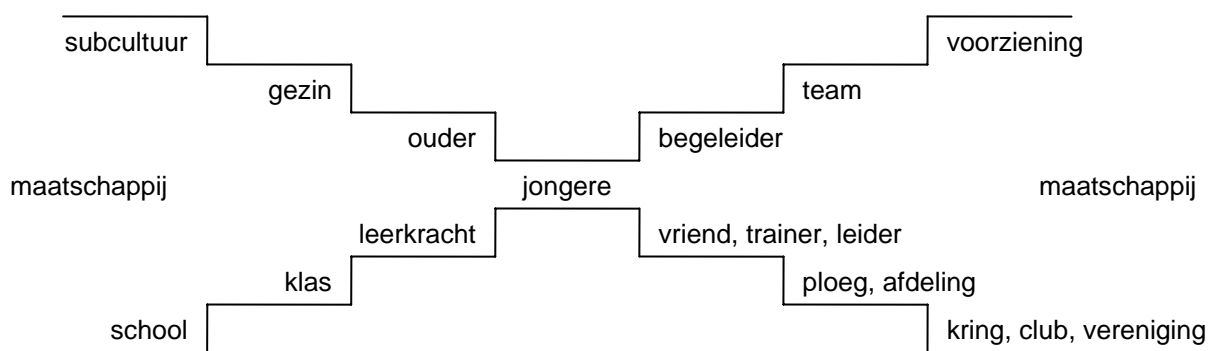 subcultuur voorziening
gezin team
ouder begeleider
maatschappij jongere maatschappij
leerkracht vriend, trainer, leider
klas ploeg, afdeling
school kring, club, vereniging